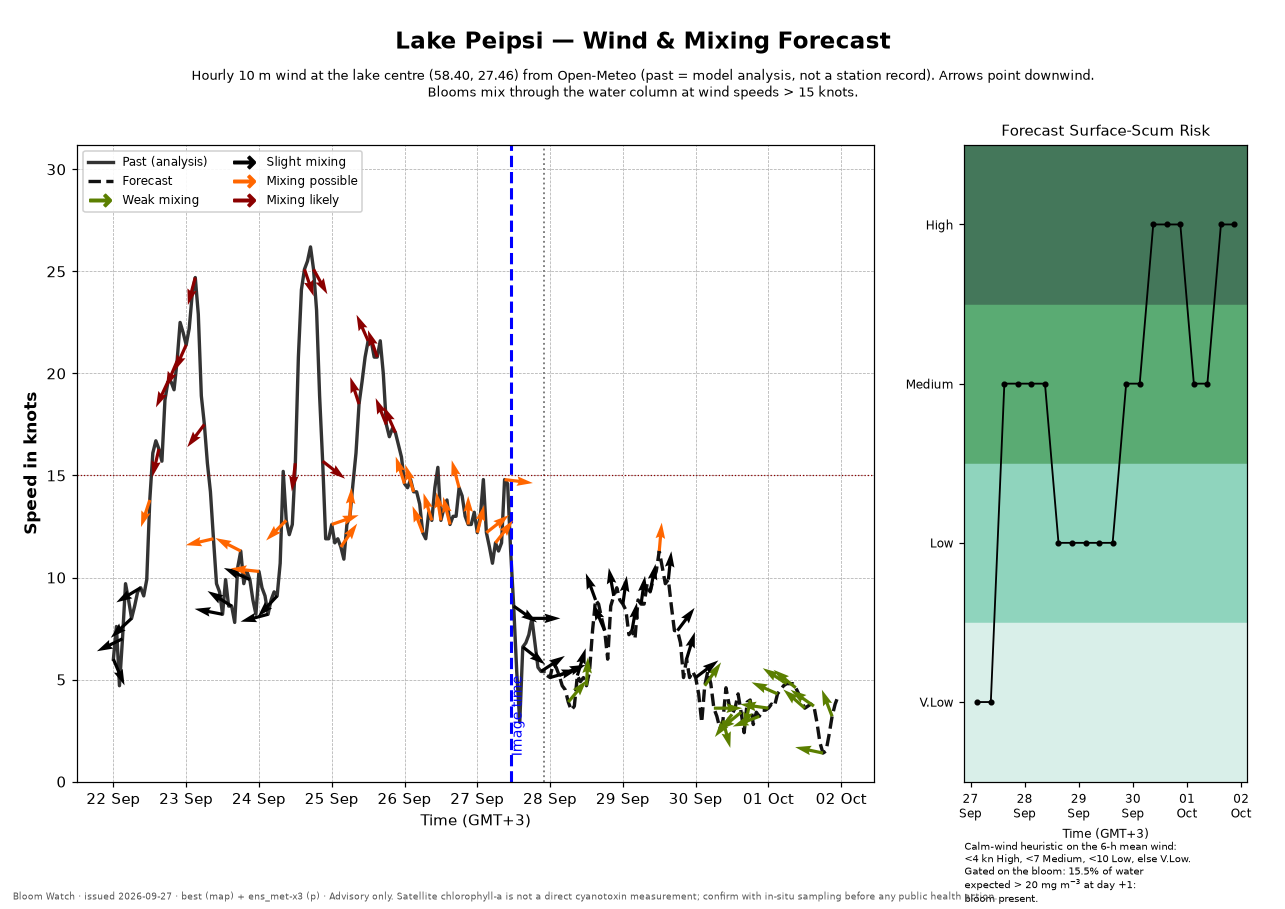 Lake Peipsi — Wind & Mixing Forecast
Hourly 10 m wind at the lake centre (58.40, 27.46) from Open-Meteo (past = model analysis, not a station record). Arrows point downwind.
Blooms mix through the water column at wind speeds > 15 knots.
Past (analysis)
Forecast
Weak mixing
Slight mixing
Mixing possible
Mixing likely
Speed in knots
30
25
20
15
10
5
0
Image time
22 Sep 23 Sep 24 Sep 25 Sep 26 Sep 27 Sep 28 Sep 29 Sep 30 Sep 01 Oct 02 Oct
Time (GMT+3)
Forecast Surface-Scum Risk
High
Medium
Low
V.Low
27 28 29 30 01 02
Sep Sep Sep Sep Oct Oct
Time (GMT+3)
Calm-wind heuristic on the 6-h mean wind:
<4 kn High, <7 Medium, <10 Low, else V.Low.
Gated on the bloom: 15.5% of water
expected > 20 mg m⁻³ at day +1:
bloom present.
Bloom Watch · issued 2026-09-27 · best (map) + ens_met-x3 (p) · Advisory only. Satellite chlorophyll-a is not a direct cyanotoxin measurement; confirm with in-situ sampling before any public health action.